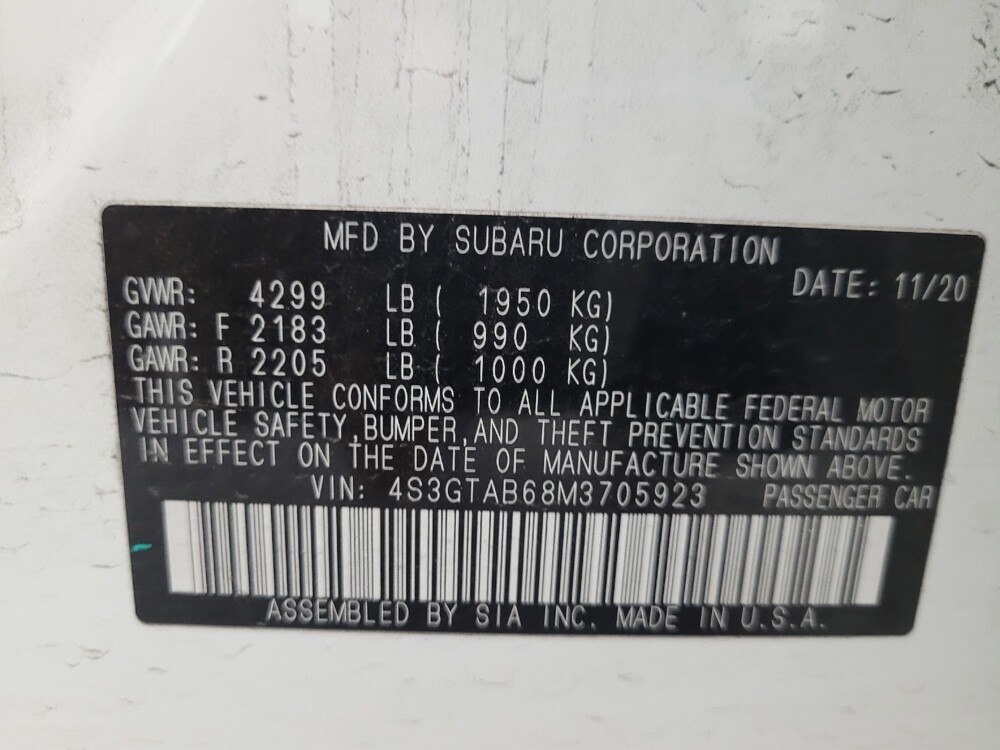 MFD BY SUBARU CORPORATION
DATE: 11/20
GVWR: 4299 LB ( 1950 KG)
GAWR: F 2183 LB ( 990 KG)
GAWR: R 2205 LB ( 1000 KG)
THIS VEHICLE CONFORMS TO ALL APPLICABLE FEDERAL MOTOR
VEHICLE SAFETY,BUMPER,AND THEFT PREVENTION STANDARDS
IN EFFECT ON THE DATE OF MANUFACTURE SHOWN ABOVE.
VIN: 4S3GTAB68M3705923 PASSENGER CAR
ASSEMBLED BY SIA INC. MADE IN U.S.A.